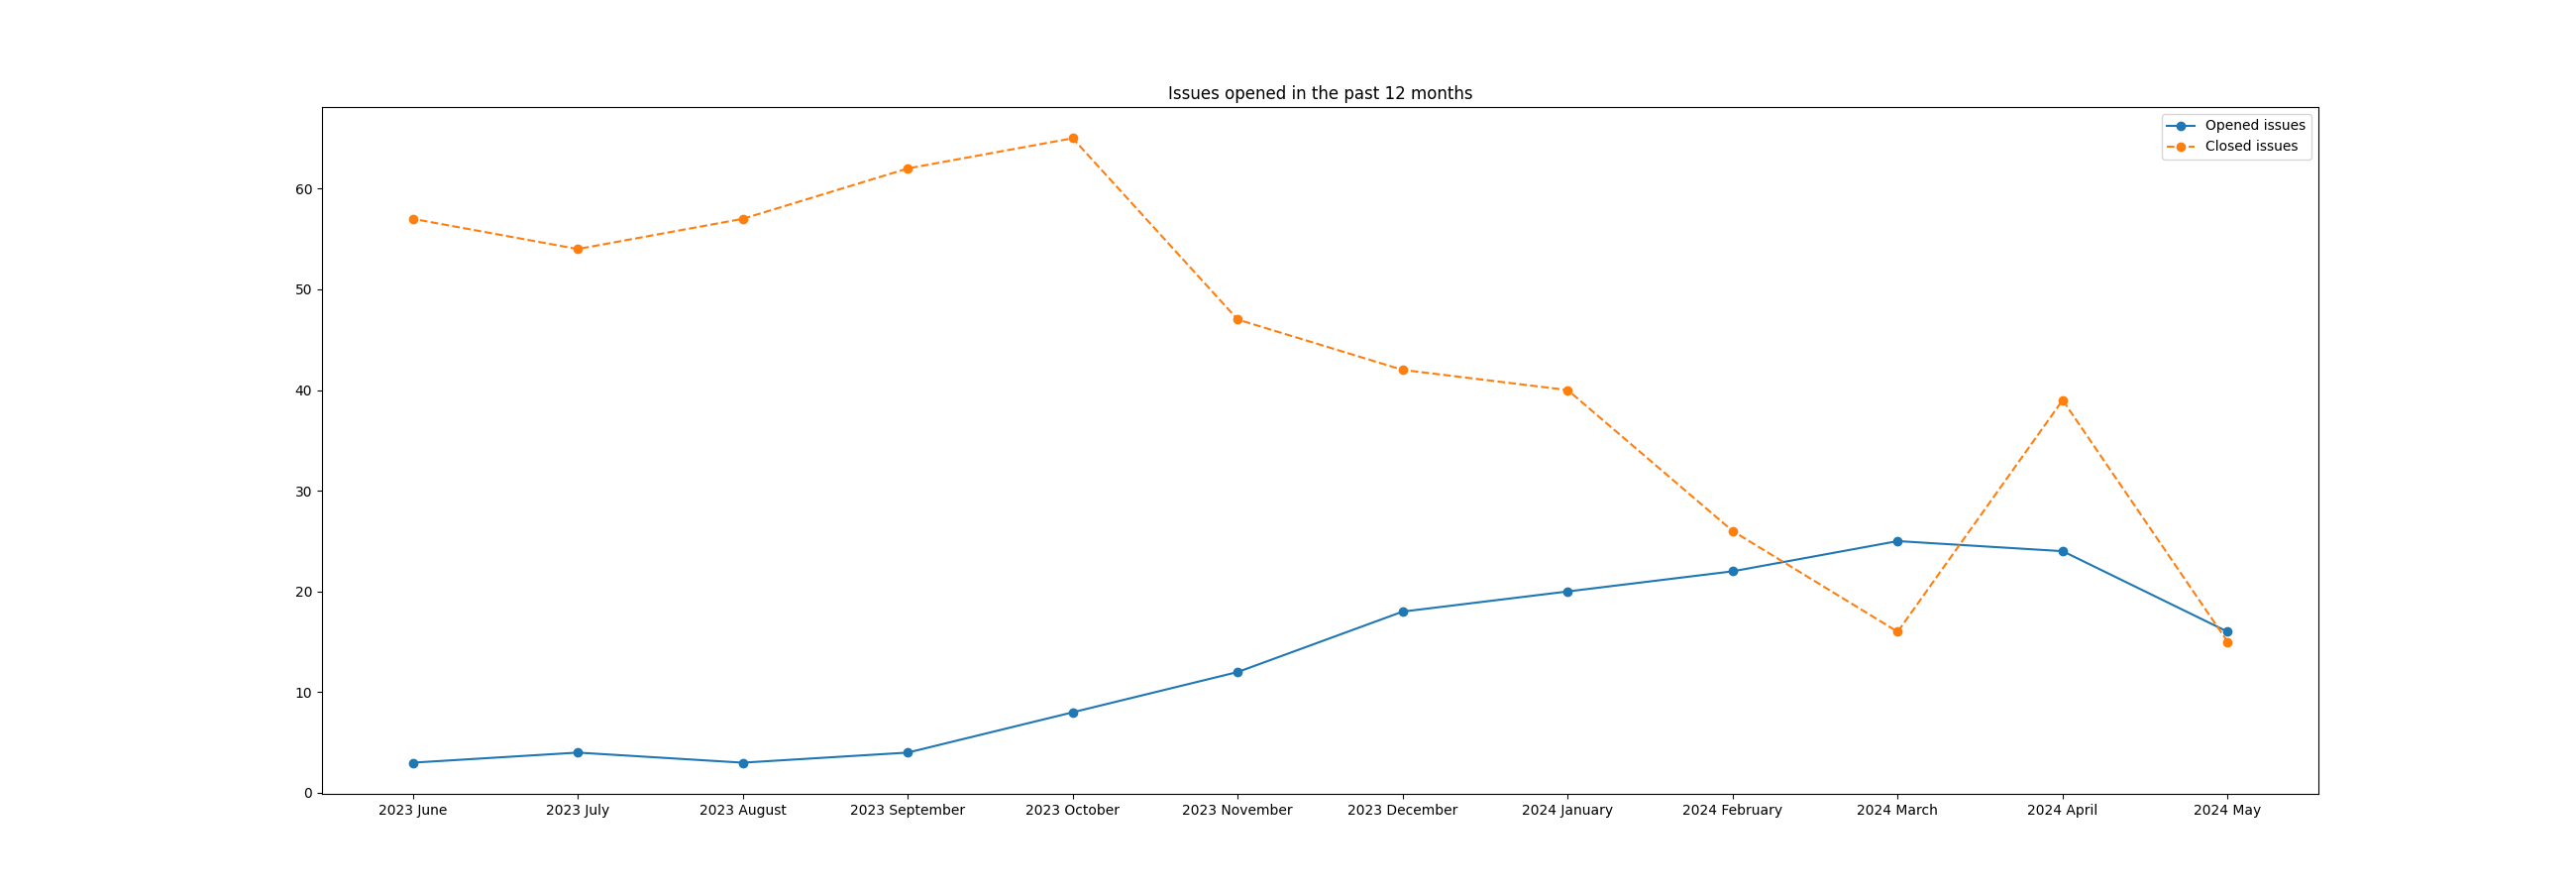 Issues opened in the past 12 months
Opened issues
Closed issues
60
50
40
30
20
10
0
2023 June 2023 July 2023 August 2023 September 2023 October 2023 November 2023 December 2024 January 2024 February 2024 March 2024 April 2024 May